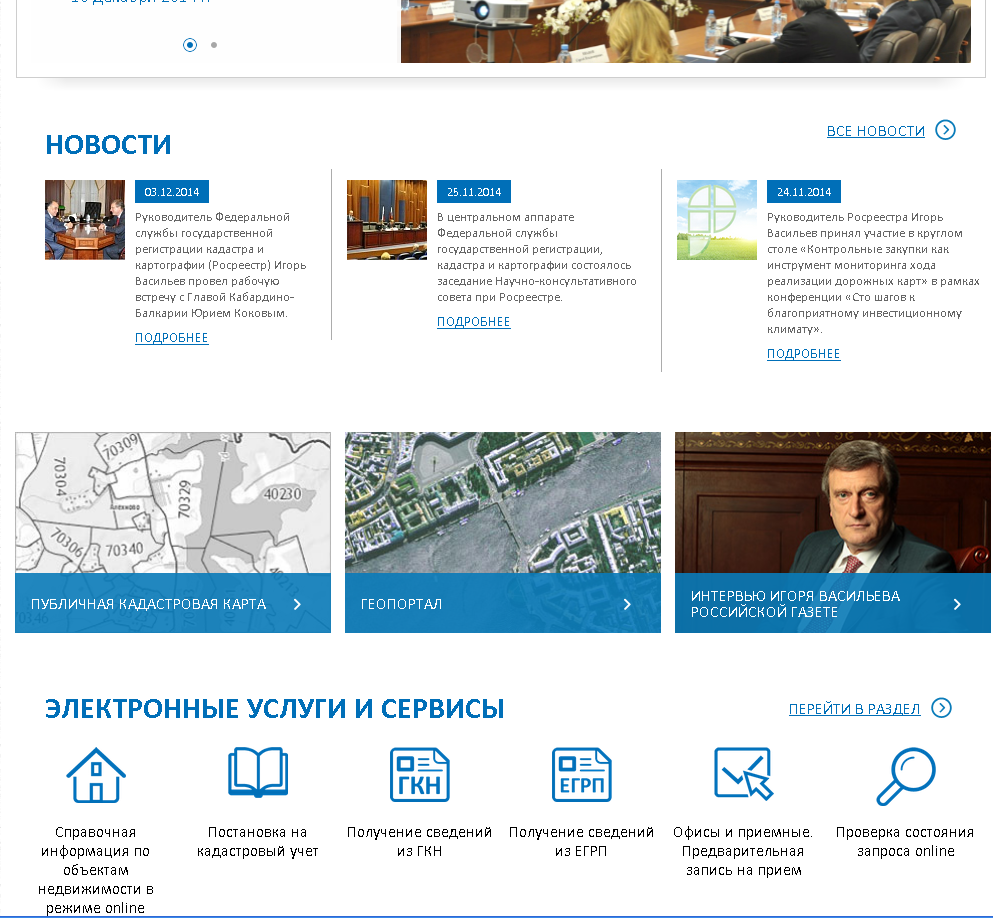 НОВОСТИ
ВСЕ НОВОСТИ
03.12.2014
Руководитель Федеральной
службы государственной
регистрации кадастра и
картографии (Росреестр) Игорь
Васильев провел рабочую
встречу с Главой Кабардино-
Балкарии Юрием Коковым.
ПОДРОБНЕЕ
25.11.2014
В центральном аппарате
Федеральной службы
государственной регистрации,
кадастра и картографии состоялось
заседание Научно-консультативного
совета при Росреестре.
ПОДРОБНЕЕ
24.11.2014
Руководитель Росреестра Игорь
Васильев принял участие в круглом
столе «Контрольные закупки как
инструмент мониторинга хода
реализации дорожных карт» в рамках
конференции «Сто шагов к
благоприятному инвестиционному
климату».
ПОДРОБНЕЕ
70309
70304
70329
40230
70306
70340
ПУБЛИЧНАЯ КАДАСТРОВАЯ КАРТА
ГЕОПОРТАЛ
ИНТЕРВЬЮ ИГОРЯ ВАСИЛЬЕВА
РОССИЙСКОЙ ГАЗЕТЕ
ЭЛЕКТРОННЫЕ УСЛУГИ И СЕРВИСЫ
ПЕРЕЙТИ В РАЗДЕЛ
ГКН
ЕГРП
Справочная
информация по
объектам
недвижимости в
режиме online
Постановка на
кадастровый учет
Получение сведений
из ГКН
Получение сведений
из ЕГРП
Офисы и приемные.
Предварительная
запись на прием
Проверка состояния
запроса online